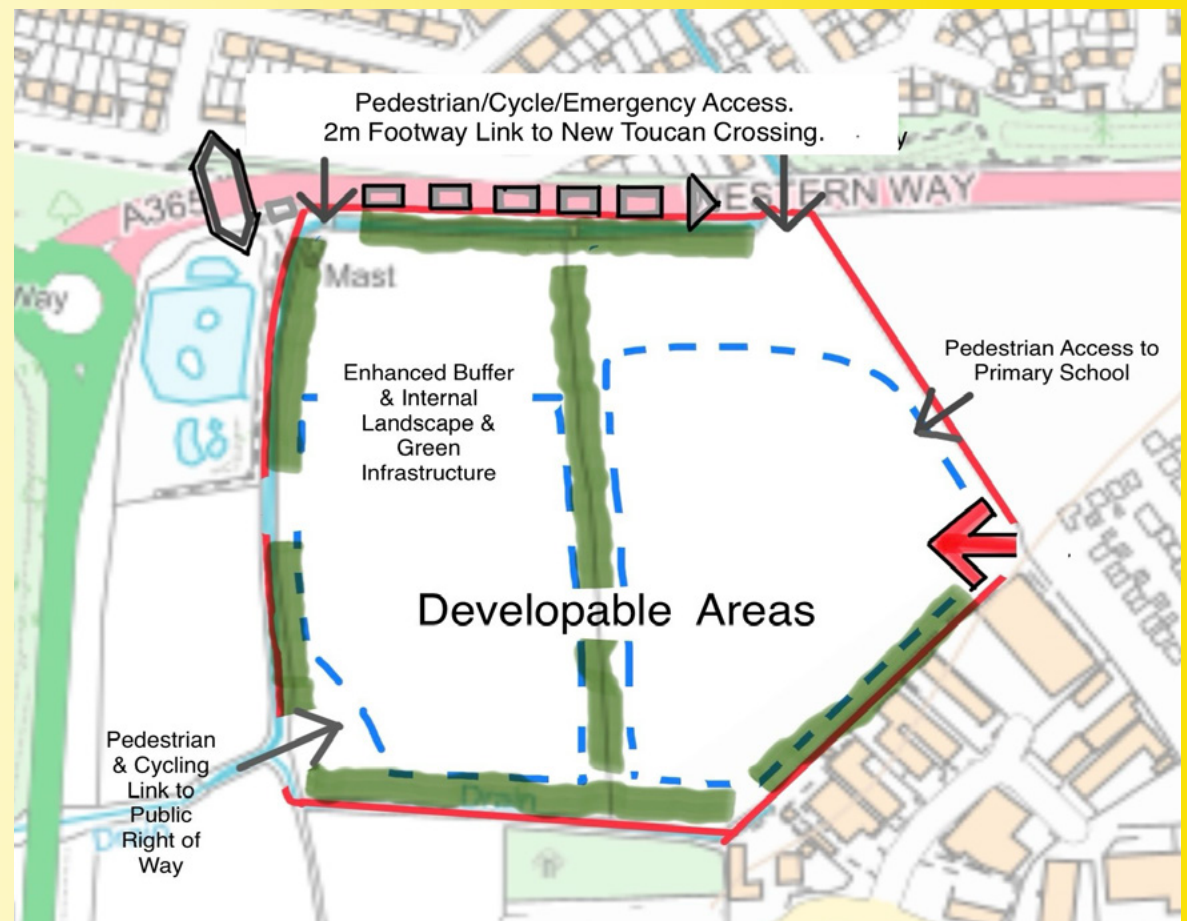 Pedestrian/Cycle/Emergency Access.
2m Footway Link to New Toucan Crossing.
y
A365
WESTERN WAY
Mast
Way
Pedestrian Access to
Primary School
Enhanced Buffer
& Internal
Landscape &
Green
Infrastructure
Developable Areas
Pedestrian
& Cycling
Link to
Public
Right of
Way
Drain
Drain